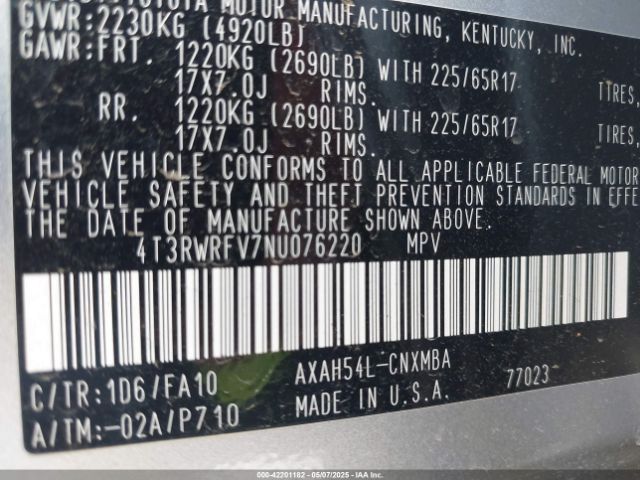 TOYOTA MOTOR MANUFACTURING, KENTUCKY, INC.
GVWR:2230KG (4920LB)
GAWR:FRT. 1220KG (2690LB) WITH 225/65R17 TIRES,
17X7.0J RIMS.
RR. 1220KG (2690LB) WITH 225/65R17 TIRES,
17X7.0J RIMS.
THIS VEHICLE CONFORMS TO ALL APPLICABLE FEDERAL MOTOR
VEHICLE SAFETY AND THEFT PREVENTION STANDARDS IN EFFE
THE DATE OF MANUFACTURE SHOWN ABOVE.
4T3RWRFV7NU076220 MPV
C/TR:1D6/FA10 AXAH54L-CNXMBA
A/TM:-02A/P710 MADE IN U.S.A. 77023
000-42201182 - 05/07/2025 - IAAI.com